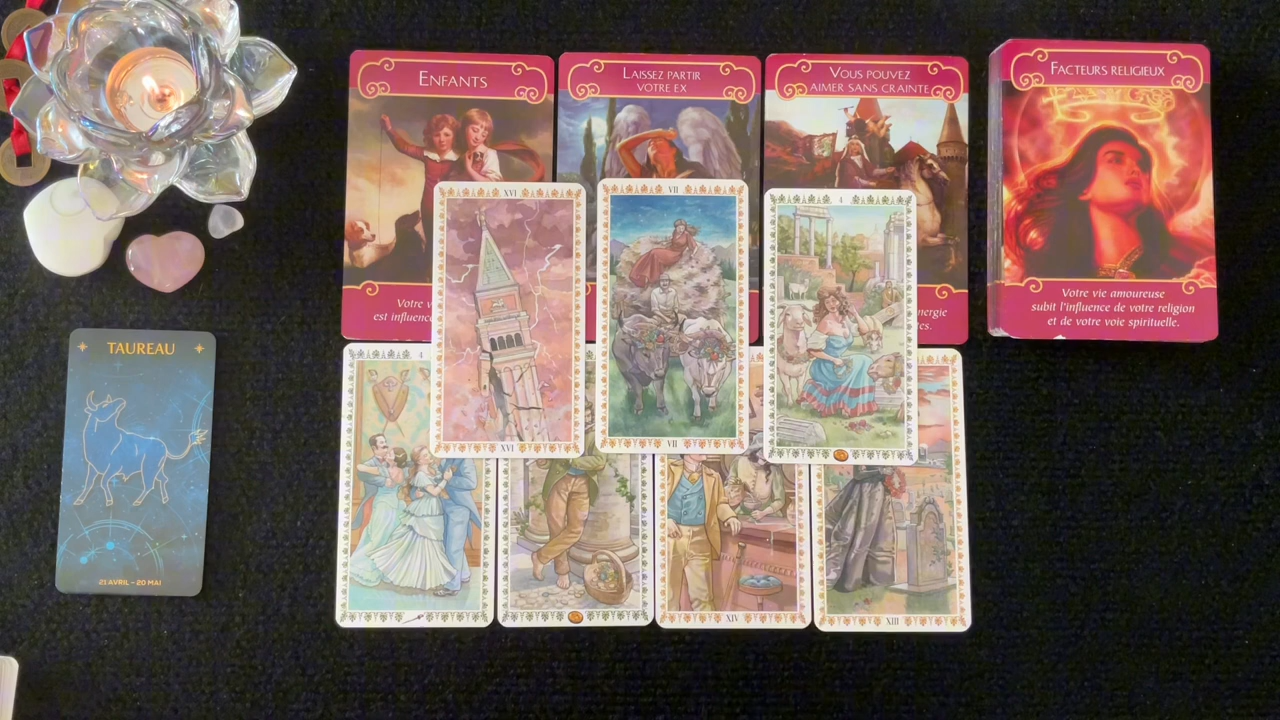 ENFANTS
LAISSEZ PARTIR
VOTRE EX
VOUS POUVEZ
AIMER SANS CRAINTE
FACTEURS RELIGIEUX
Votre
est influenc
nergie
Votre vie amoureuse
subit l'influence de votre religion
et de votre voie spirituelle.
XVI
VII
4
XVI
VII
TAUREAU
21 AVRIL - 20 MAI
4
XIV
XIII